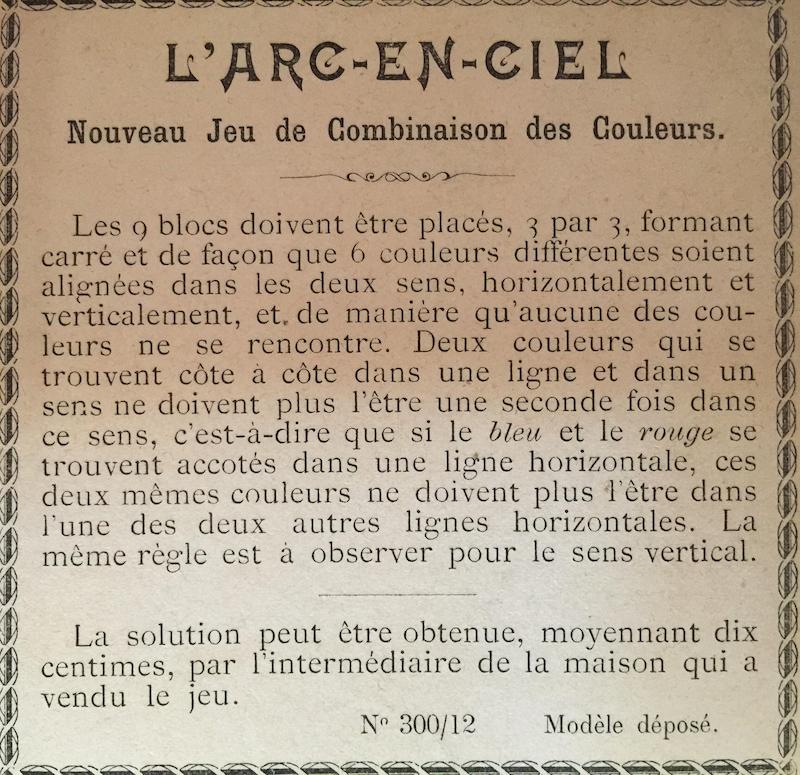 L'ARC-EN-CIEL
Nouveau Jeu de Combinaison des Couleurs.
Les 9 blocs doivent être placés, 3 par 3, formant
carré et de façon que 6 couleurs différentes soient
alignées dans les deux sens, horizontalement et
verticalement, et de manière qu'aucune des cou-
leurs ne se rencontre. Deux couleurs qui se
trouvent côte à côte dans une ligne et dans un
sens ne doivent plus l'être une seconde fois dans
ce sens, c'est-à-dire que si le bleu et le rouge se
trouvent accotés dans une ligne horizontale, ces
deux mêmes couleurs ne doivent plus l'être dans
l'une des deux autres lignes horizontales. La
même règle est à observer pour le sens vertical.
La solution peut être obtenue, moyennant dix
centimes, par l'intermédiaire de la maison qui a
vendu le jeu.
Nº 300/12 Modèle déposé.